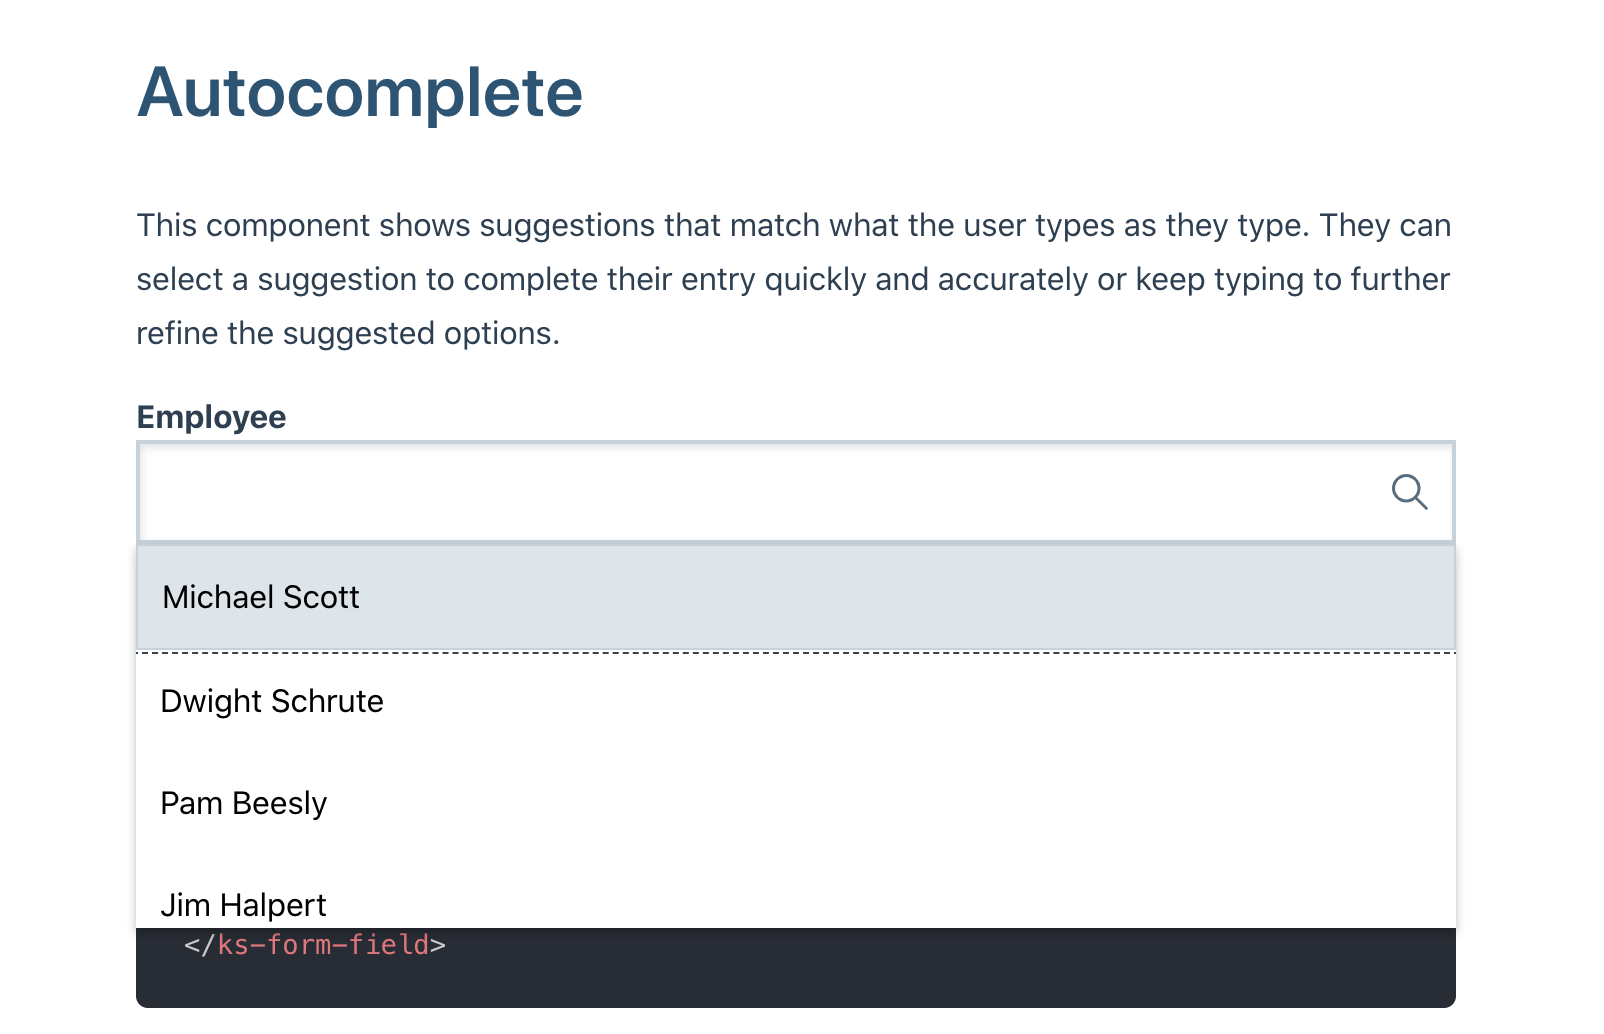 Autocomplete
This component shows suggestions that match what the user types as they type. They can
select a suggestion to complete their entry quickly and accurately or keep typing to further
refine the suggested options.
Employee
Michael Scott
Dwight Schrute
Pam Beesly
Jim Halpert
</ks-form-field>